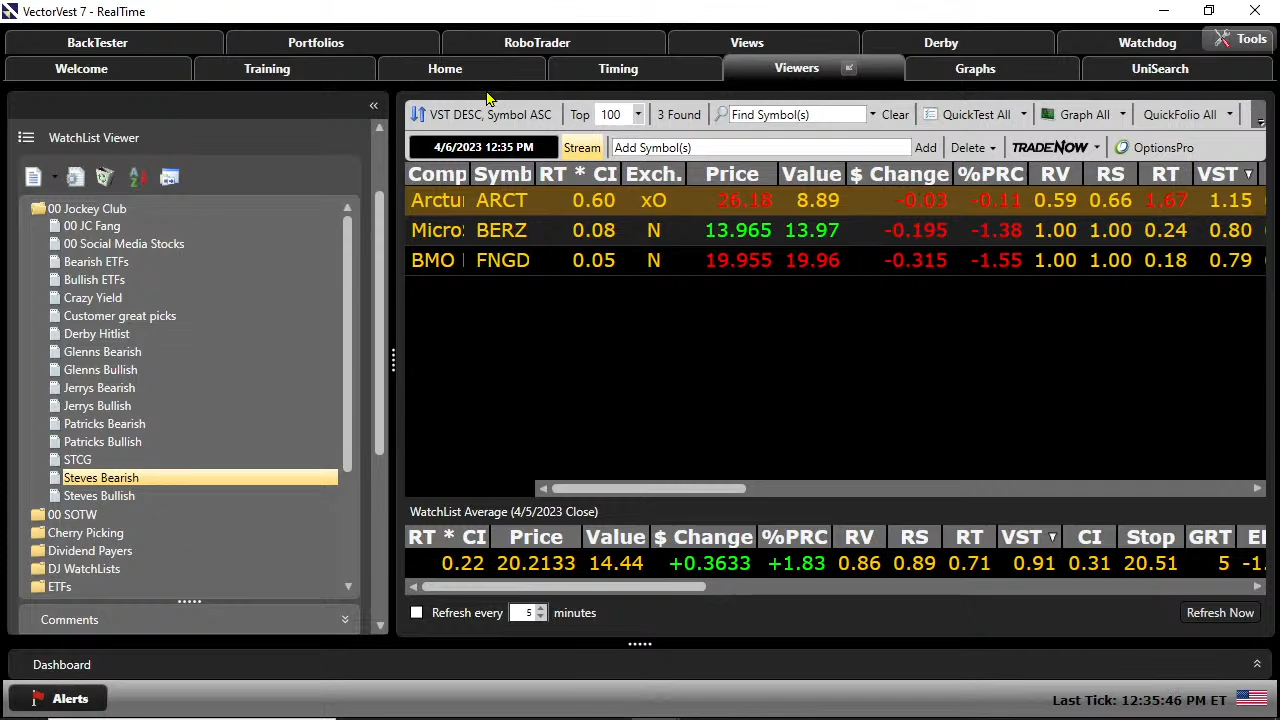 VectorVest 7 - RealTime
BackTester Portfolios RoboTrader Views Derby Watchdog Tools
Welcome Training Home Timing Viewers Graphs UniSearch
WatchList Viewer
00 Jockey Club
00 JC Fang
00 Social Media Stocks
Bearish ETFs
Bullish ETFs
Crazy Yield
Customer great picks
Derby Hitlist
Glenns Bearish
Glenns Bullish
Jerrys Bearish
Jerrys Bullish
Patricks Bearish
Patricks Bullish
STCG
Steves Bearish
Steves Bullish
00 SOTW
Cherry Picking
Dividend Payers
DJ WatchLists
ETFs
Comments
VST DESC, Symbol ASC Top 100 3 Found Find Symbol(s) Clear QuickTest All Graph All QuickFolio All
4/6/2023 12:35 PM Stream Add Symbol(s) Add Delete TRADENOW OptionsPro
Comp Symb RT * CI Exch. Price Value $ Change %PRC RV RS RT VST
Arctu ARCT 0.60 xO 26.18 8.89 -0.03 -0.11 0.59 0.66 1.67 1.15
Micro BERZ 0.08 N 13.965 13.97 -0.195 -1.38 1.00 1.00 0.24 0.80
BMO FNGD 0.05 N 19.955 19.96 -0.315 -1.55 1.00 1.00 0.18 0.79
WatchList Average (4/5/2023 Close)
RT * CI Price Value $ Change %PRC RV RS RT VST CI Stop GRT
0.22 20.2133 14.44 +0.3633 +1.83 0.86 0.89 0.71 0.91 0.31 20.51 5 -1.
Refresh every 5 minutes Refresh Now
Dashboard
Alerts Last Tick: 12:35:46 PM ET